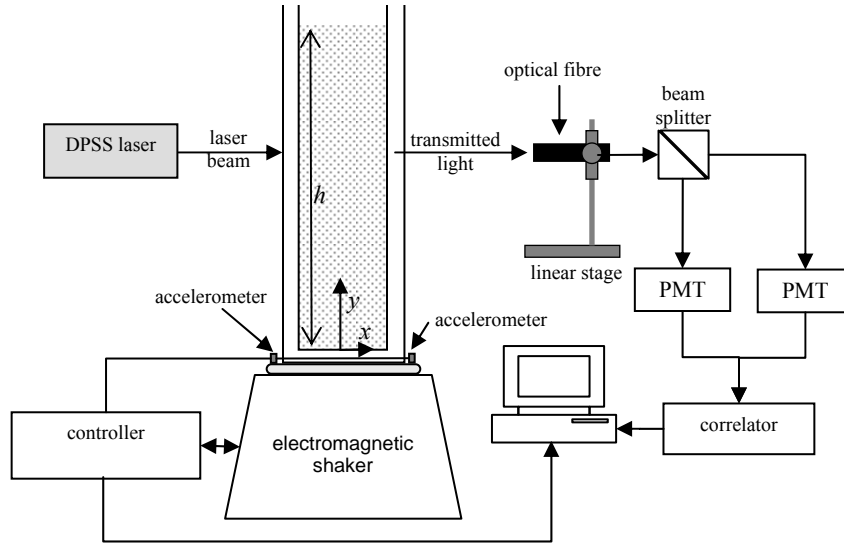 optical fibre
beam
splitter
DPSS laser
laser
beam
transmitted
light
h
linear stage
PMT
PMT
accelerometer
y
x
accelerometer
controller
electromagnetic
shaker
correlator